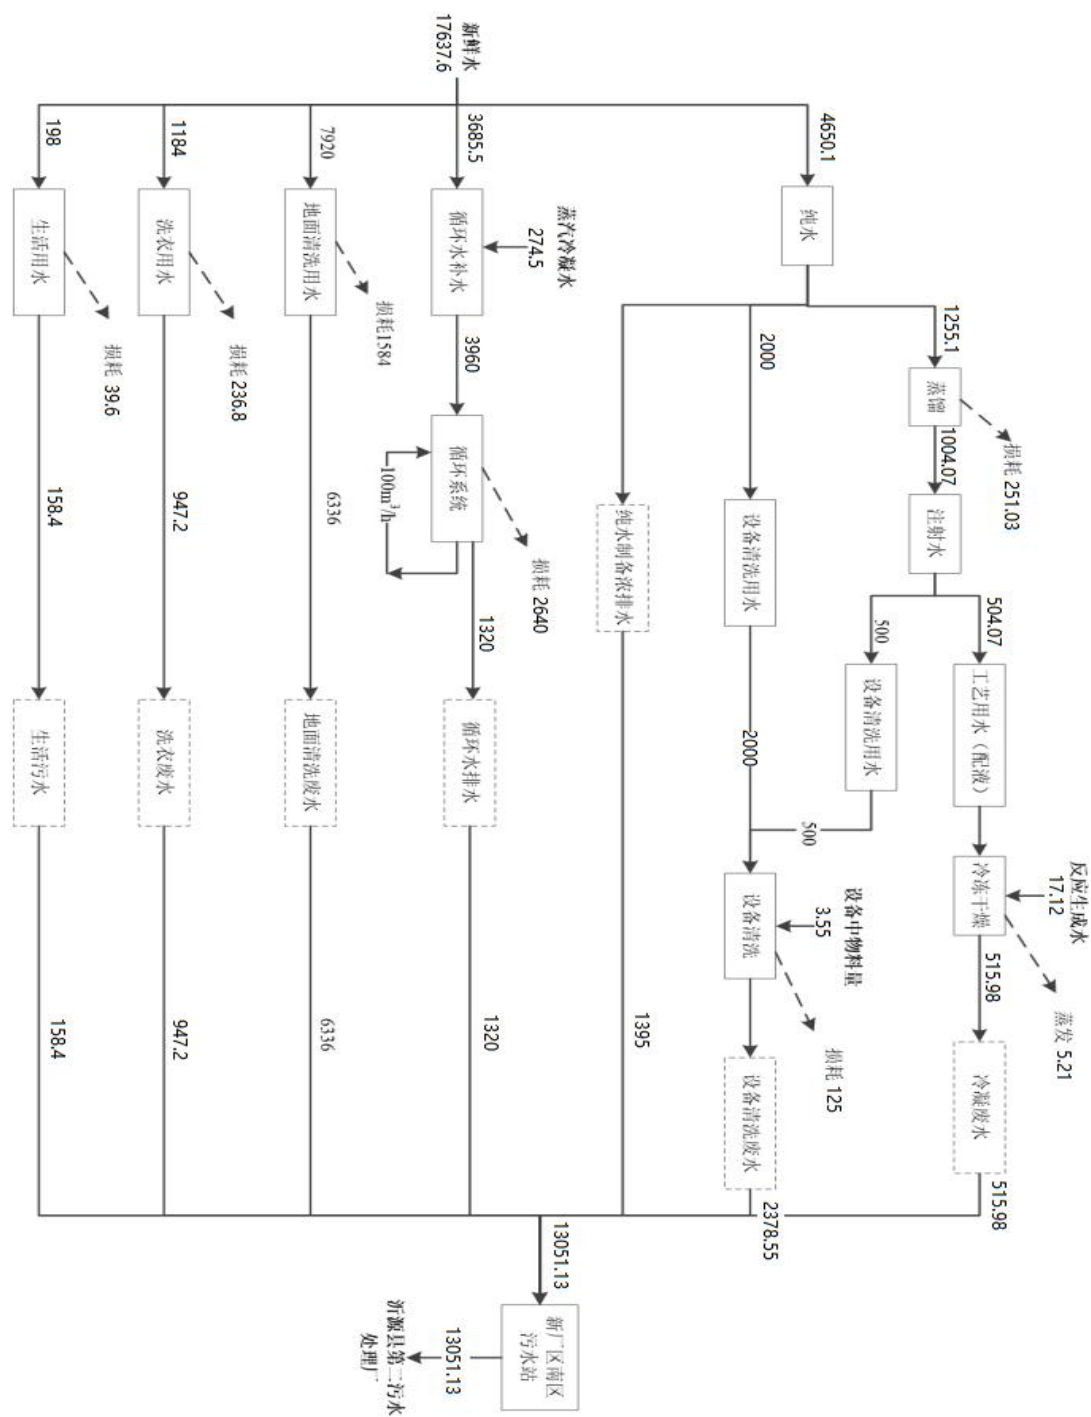 新鲜水
17637.6
4650.1
纯水
1255.1
蒸馏
损耗 251.03
1004.07
注射水
504.07
工艺用水（配液）
反应生成水
17.12
冷冻干燥
蒸发 5.21
515.98
冷凝废水
515.98
500
设备清洗用水
500
2000
设备清洗用水
2000
设备中物料量
3.55
设备清洗
损耗 125
设备清洗废水
2378.55
纯水制备浓排水
1395
3685.5
蒸汽冷凝水
274.5
循环水补水
3960
循环系统
100m³/h
损耗 2640
1320
循环水排水
1320
7920
地面清洗用水
损耗1584
6336
地面清洗废水
6336
1184
洗衣用水
损耗 236.8
947.2
洗衣废水
947.2
198
生活用水
损耗 39.6
158.4
生活污水
158.4
13051.13
新厂区南区
污水站
13051.13
沂源县第二污水
处理厂